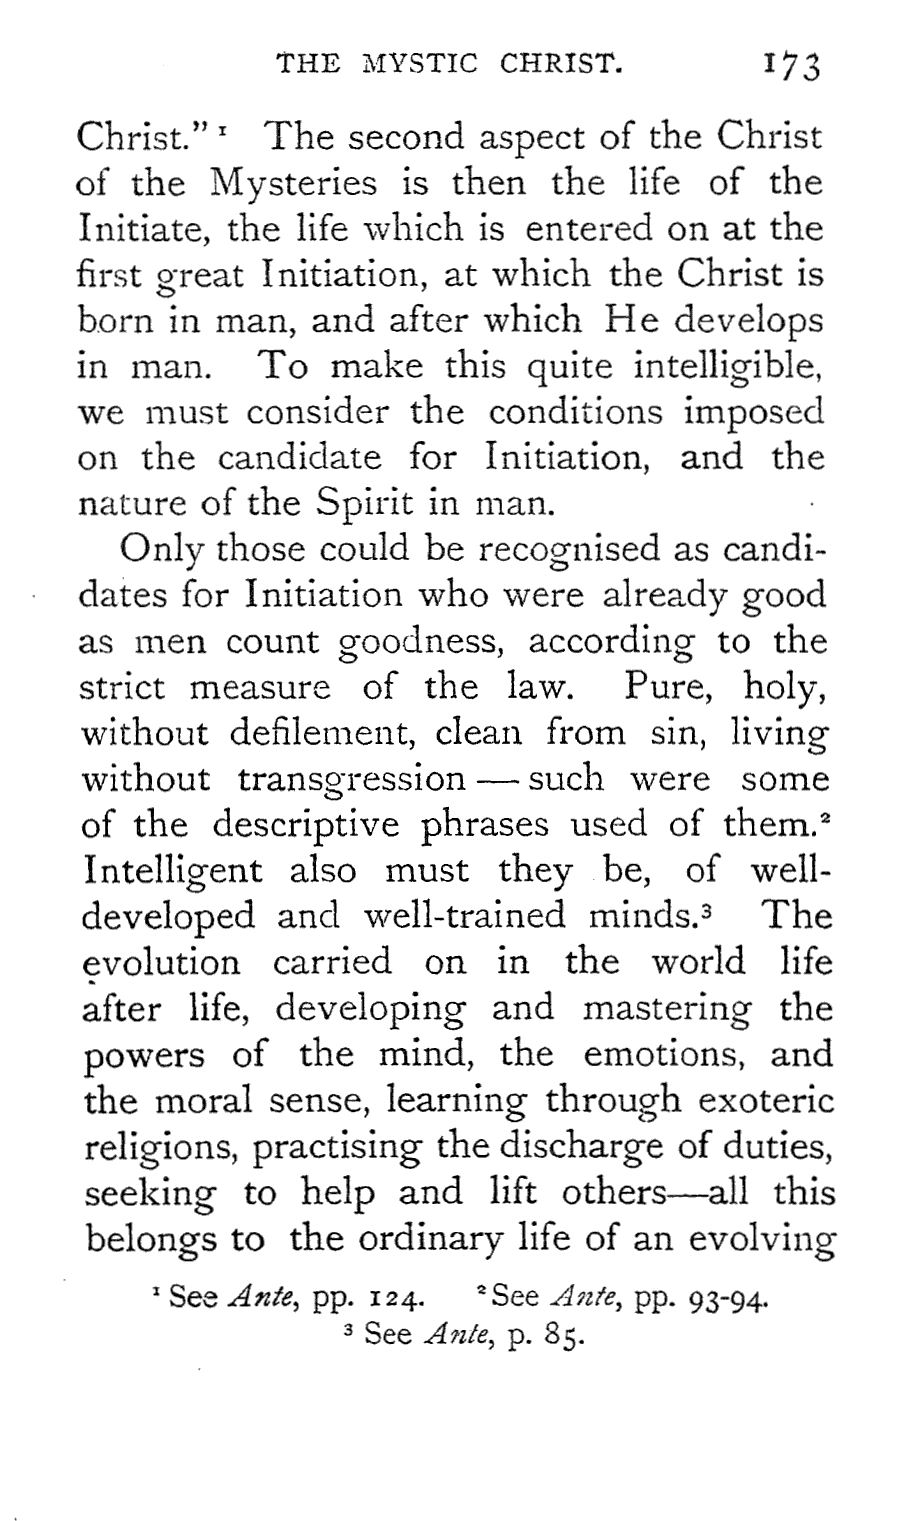 THE MYSTIC CHRIST. 173
Christ." ¹ The second aspect of the Christ
of the Mysteries is then the life of the
Initiate, the life which is entered on at the
first great Initiation, at which the Christ is
born in man, and after which He develops
in man. To make this quite intelligible,
we must consider the conditions imposed
on the candidate for Initiation, and the
nature of the Spirit in man.
Only those could be recognised as candi-
dates for Initiation who were already good
as men count goodness, according to the
strict measure of the law. Pure, holy,
without defilement, clean from sin, living
without transgression — such were some
of the descriptive phrases used of them.²
Intelligent also must they be, of well-
developed and well-trained minds.³ The
evolution carried on in the world life
after life, developing and mastering the
powers of the mind, the emotions, and
the moral sense, learning through exoteric
religions, practising the discharge of duties,
seeking to help and lift others—all this
belongs to the ordinary life of an evolving
¹ See Ante, pp. 124. ² See Ante, pp. 93-94.
³ See Ante, p. 85.